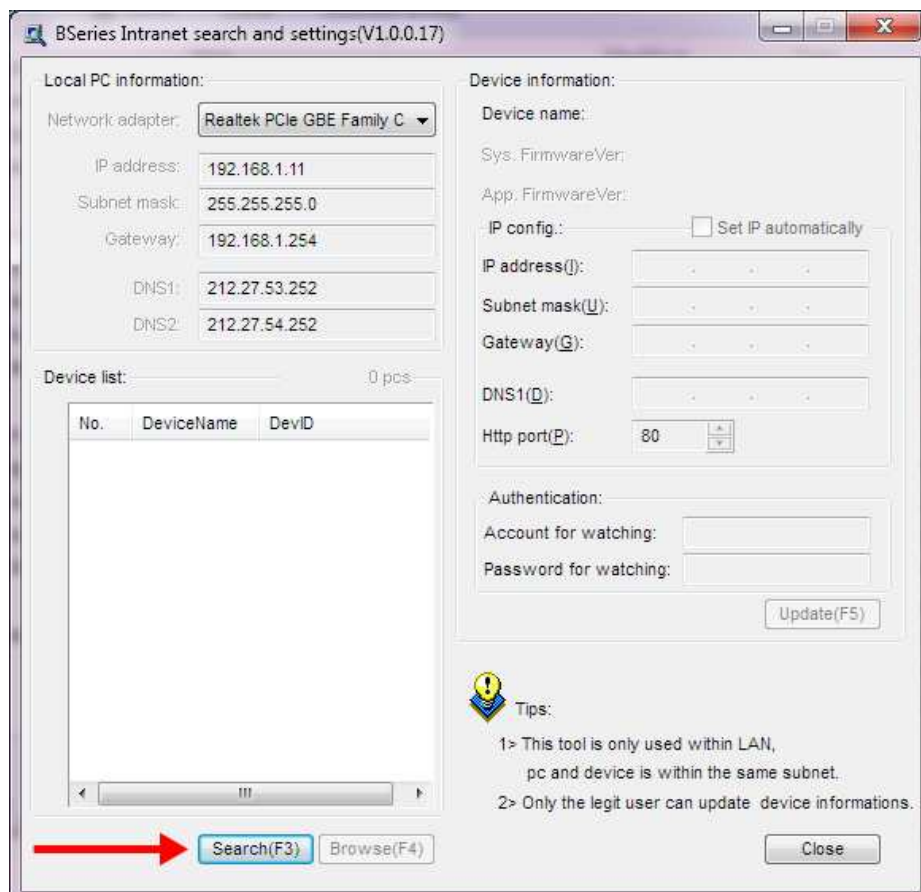 BSeries Intranet search and settings(V1.0.0.17)
Local PC information:
Network adapter: Realtek PCIe GBE Family C
IP address: 192.168.1.11
Subnet mask: 255.255.255.0
Gateway: 192.168.1.254
DNS1: 212.27.53.252
DNS2: 212.27.54.252
Device list: 0 pcs
No. DeviceName DevID
Search(F3) Browse(F4)
Device information:
Device name:
Sys. FirmwareVer:
App. FirmwareVer:
IP config.: Set IP automatically
IP address(I): . . .
Subnet mask(U): . . .
Gateway(G): . . .
DNS1(D): . . .
Http port(P): 80
Authentication:
Account for watching:
Password for watching:
Update(F5)
Tips:
1> This tool is only used within LAN,
pc and device is within the same subnet.
2> Only the legit user can update device informations.
Close